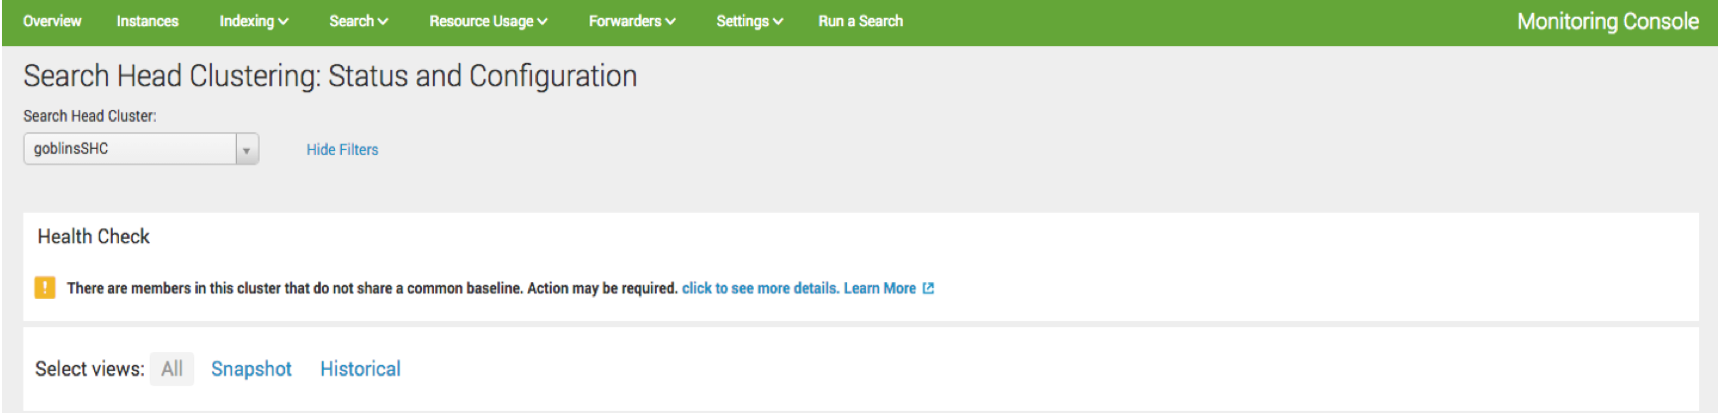 Overview Instances Indexing Search Resource Usage Forwarders Settings Run a Search Monitoring Console
Search Head Clustering: Status and Configuration
Search Head Cluster:
goblinsSHC Hide Filters
Health Check
! There are members in this cluster that do not share a common baseline. Action may be required. click to see more details. Learn More
Select views: All Snapshot Historical